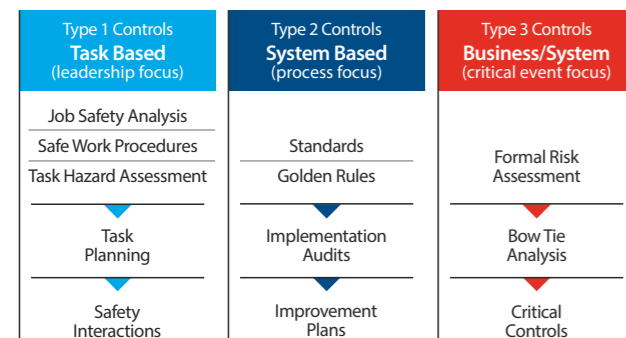 Type 1 Controls
Task Based
(leadership focus)
Job Safety Analysis
Safe Work Procedures
Task Hazard Assessment
Task
Planning
Safety
Interactions
Type 2 Controls
System Based
(process focus)
Standards
Golden Rules
Implementation
Audits
Improvement
Plans
Type 3 Controls
Business/System
(critical event focus)
Formal Risk
Assessment
Bow Tie
Analysis
Critical
Controls